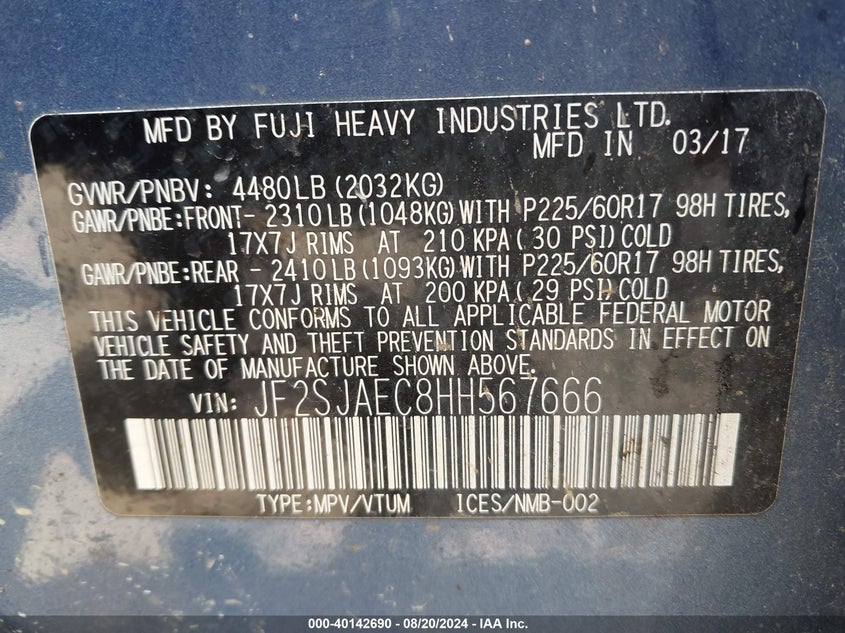 MFD BY FUJI HEAVY INDUSTRIES LTD.
MFD IN 03/17
GVWR/PNBV: 4480LB(2032KG)
GAWR/PNBE:FRONT- 2310LB(1048KG)WITH P225/60R17 98H TIRES,
17X7J RIMS AT 210 KPA( 30 PSI)COLD
GAWR/PNBE:REAR - 2410LB(1093KG)WITH P225/60R17 98H TIRES,
17X7J RIMS AT 200 KPA( 29 PSI)COLD
THIS VEHICLE CONFORMS TO ALL APPLICABLE FEDERAL MOTOR
VEHICLE SAFETY AND THEFT PREVENTION STANDARDS IN EFFECT ON
THE DATE OF MANUFACTURE SHOWN ABOVE.
VIN: JF2SJAEC8HH567666
TYPE:MPV/VTUM ICES/NMB-002
000-40142690 - 08/20/2024 - IAA Inc.